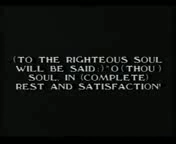 (TO THE RIGHTEOUS SOUL
WILL BE SAID:)"O (THOU)
SOUL, IN (COMPLETE)
REST AND SATISFACTION!